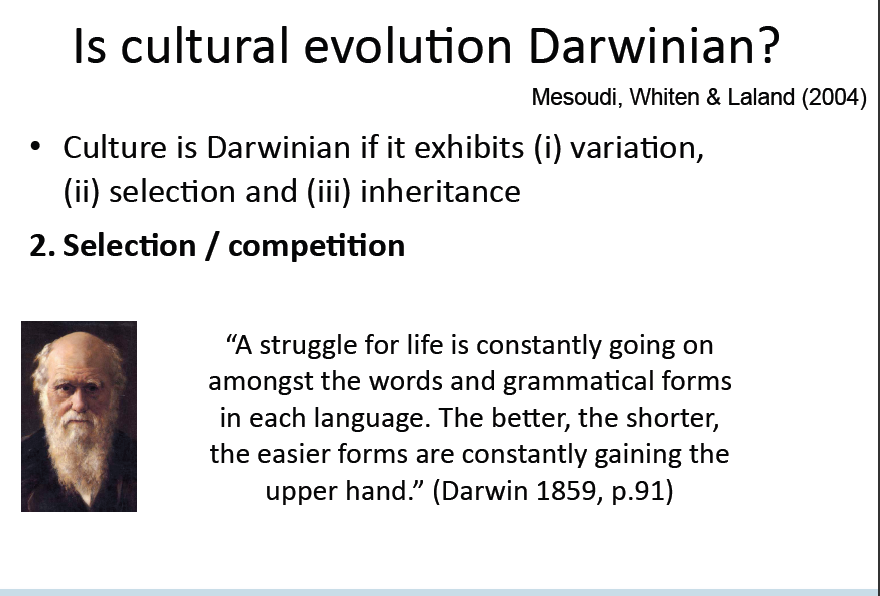 Is cultural evolution Darwinian?
Mesoudi, Whiten & Laland (2004)
• Culture is Darwinian if it exhibits (i) variation,
(ii) selection and (iii) inheritance
2. Selection / competition
“A struggle for life is constantly going on
amongst the words and grammatical forms
in each language. The better, the shorter,
the easier forms are constantly gaining the
upper hand.” (Darwin 1859, p.91)